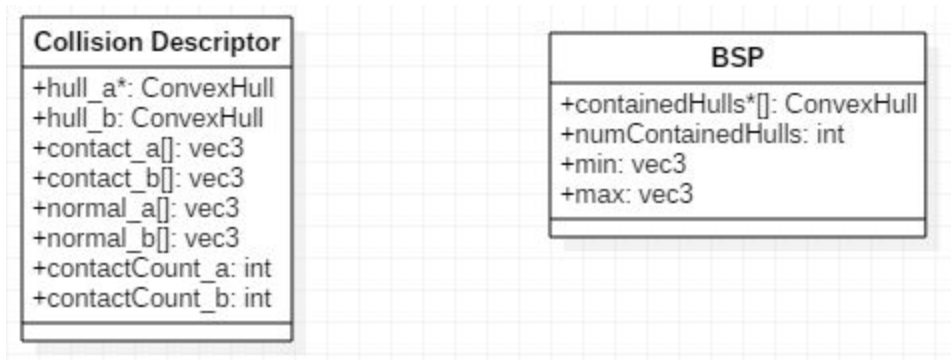 Collision Descriptor
+hull_a*: ConvexHull
+hull_b: ConvexHull
+contact_a[]: vec3
+contact_b[]: vec3
+normal_a[]: vec3
+normal_b[]: vec3
+contactCount_a: int
+contactCount_b: int
BSP
+containedHulls*[]: ConvexHull
+numContainedHulls: int
+min: vec3
+max: vec3